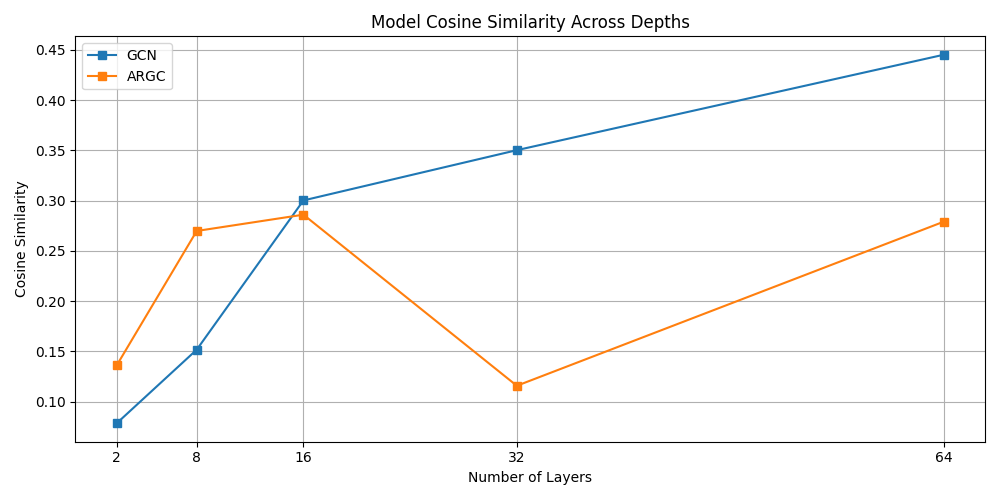 Model Cosine Similarity Across Depths
GCN
ARGC
Cosine Similarity
0.45
0.40
0.35
0.30
0.25
0.20
0.15
0.10
2 8 16 32 64
Number of Layers